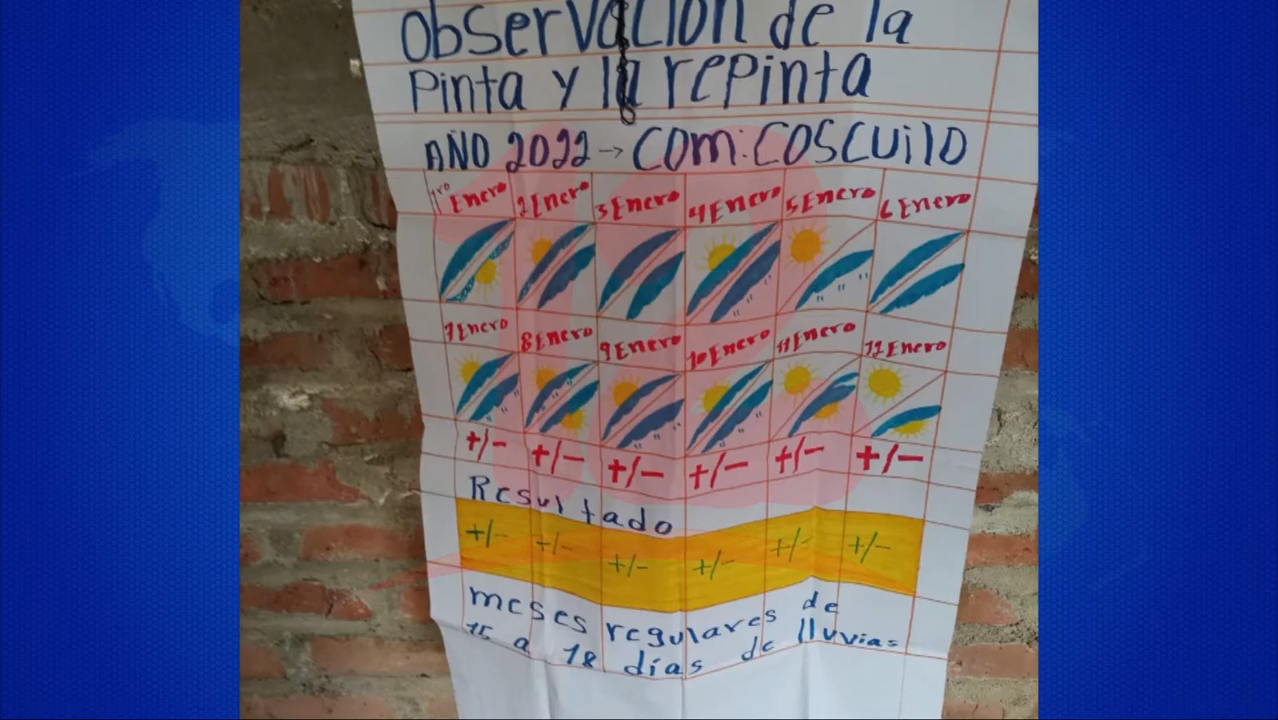 Observación de la
Pinta y la repinta
AÑO 2022 → COM: COSCUilO
1ro Enero 2 Enero 3 Enero 4 Enero 5 Enero 6 Enero
7 Enero 8 Enero 9 Enero 10 Enero 11 Enero 12 Enero
+/- +/- +/- +/- +/- +/-
Resultado
+/- +/- +/- +/- +/- +/-
meses regulares de
15 a 18 días de lluvias